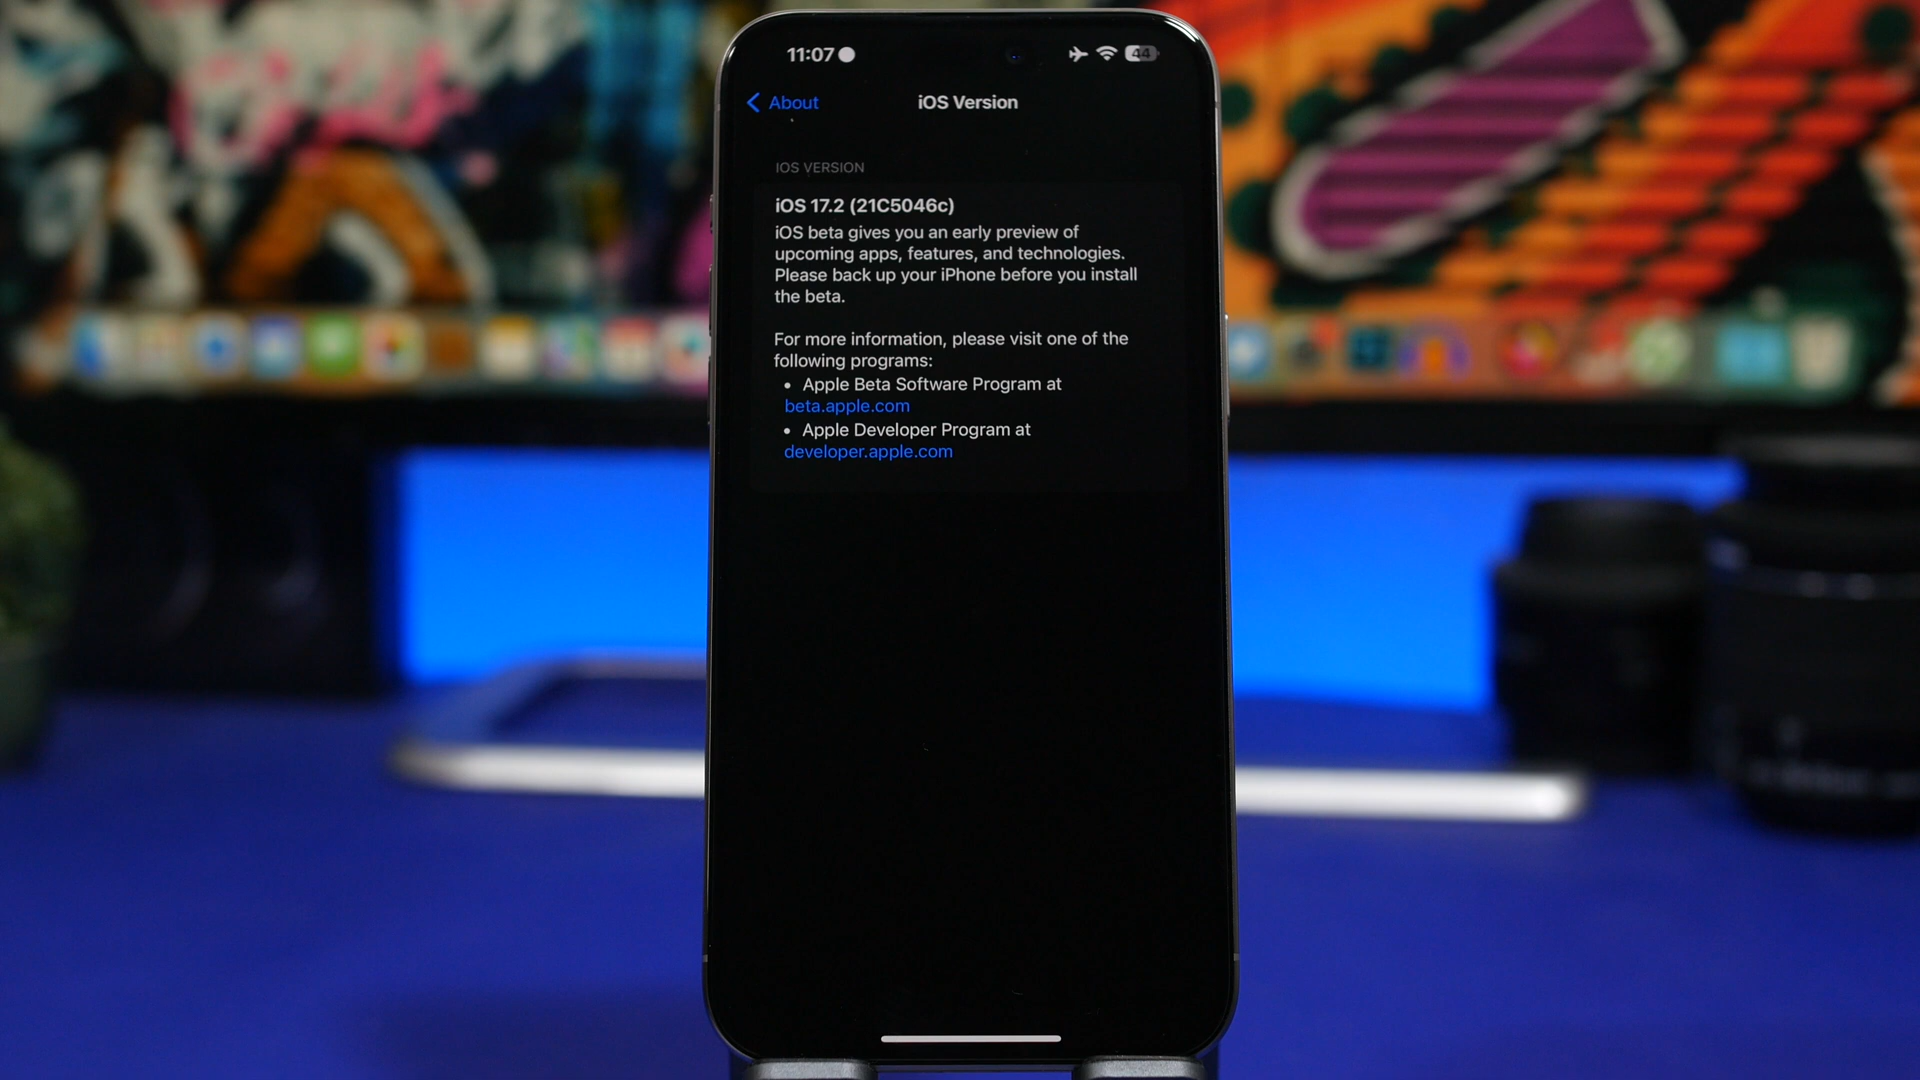 11:07
44
About
iOS Version
IOS VERSION
iOS 17.2 (21C5046c)
iOS beta gives you an early preview of
upcoming apps, features, and technologies.
Please back up your iPhone before you install
the beta.
For more information, please visit one of the
following programs:
• Apple Beta Software Program at
beta.apple.com
• Apple Developer Program at
developer.apple.com